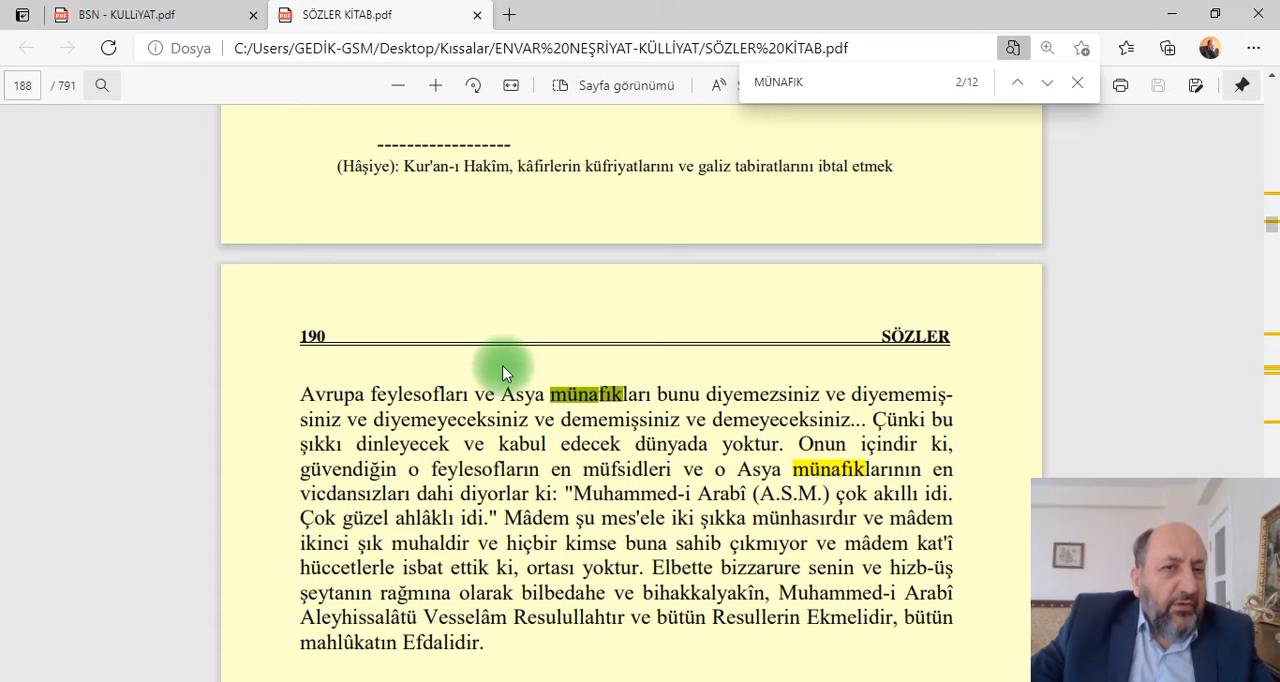 BSN - KULLiYAT.pdf
SÖZLER KİTAB.pdf
Dosya
C:/Users/GEDİK-GSM/Desktop/Kıssalar/ENVAR%20NEŞRİYAT-KÜLLİYAT/SÖZLER%20KİTAB.pdf
188 / 791
Sayfa görünümü
MÜNAFIK
2/12
-------------------
(Hâşiye): Kur'an-ı Hakîm, kâfirlerin küfriyatlarını ve galiz tabiratlarını ibtal etmek
190
SÖZLER
Avrupa feylesofları ve Asya münafıkları bunu diyemezsiniz ve diyememiş-
siniz ve diyemeyeceksiniz ve dememişsiniz ve demeyeceksiniz... Çünki bu
şıkkı dinleyecek ve kabul edecek dünyada yoktur. Onun içindir ki,
güvendiğin o feylesofların en müfsidleri ve o Asya münafıklarının en
vicdansızları dahi diyorlar ki: "Muhammed-i Arabî (A.S.M.) çok akıllı idi.
Çok güzel ahlâklı idi." Mâdem şu mes'ele iki şıkka münhasırdır ve mâdem
ikinci şık muhaldir ve hiçbir kimse buna sahib çıkmıyor ve mâdem kat'î
hüccetlerle isbat ettik ki, ortası yoktur. Elbette bizzarure senin ve hizb-üş
şeytanın rağmına olarak bilbedahe ve bihakkalyakîn, Muhammed-i Arabî
Aleyhissalâtü Vesselâm Resulullahtır ve bütün Resullerin Ekmelidir, bütün
mahlûkatın Efdalidir.